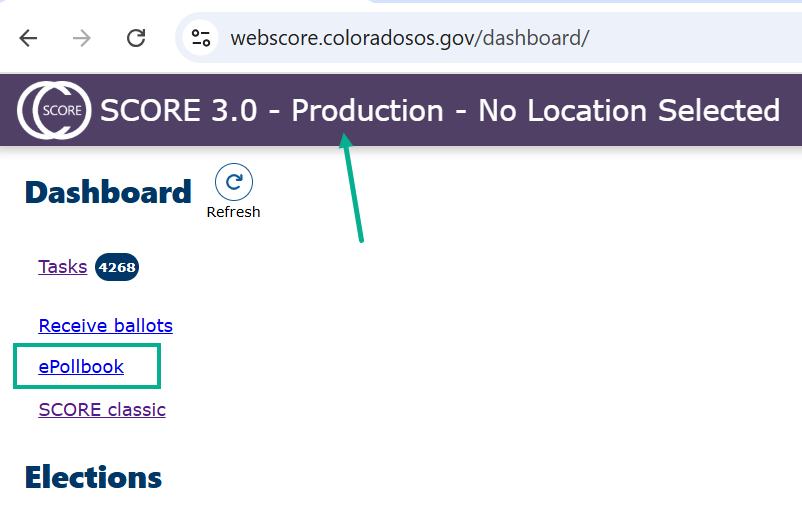 webscore.coloradosos.gov/dashboard/
SCORE SCORE 3.0 - Production - No Location Selected
Dashboard
Refresh
Tasks 4268
Receive ballots
ePollbook
SCORE classic
Elections